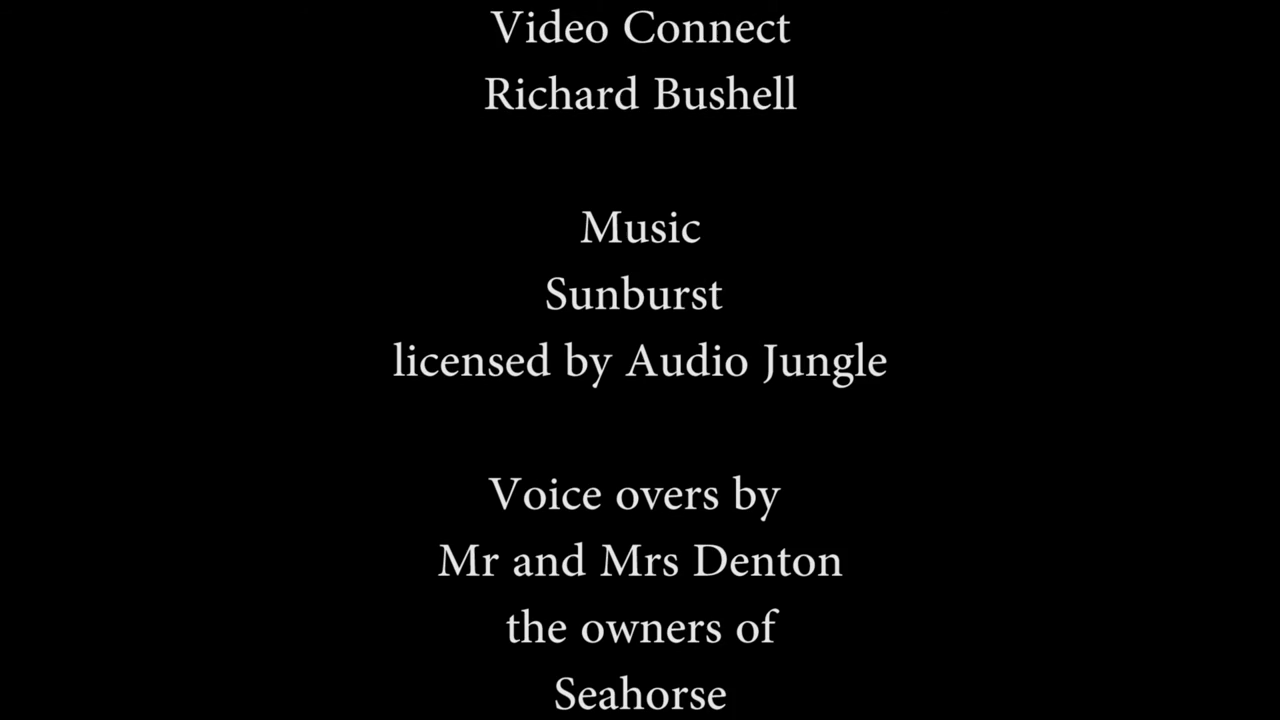 Video Connect
Richard Bushell
Music
Sunburst
licensed by Audio Jungle
Voice overs by
Mr and Mrs Denton
the owners of
Seahorse